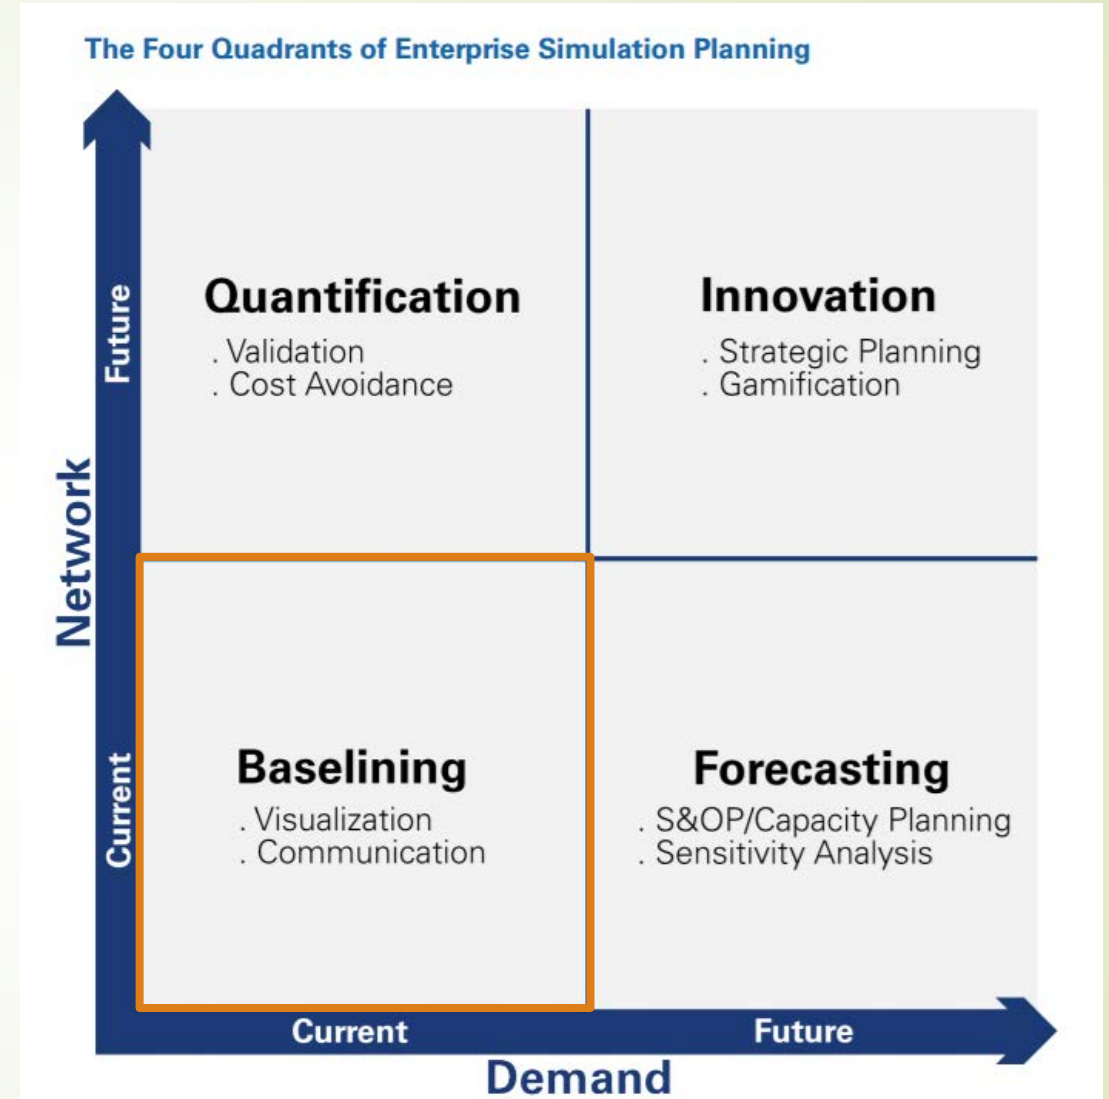 The Four Quadrants of Enterprise Simulation Planning
Network
Future
Quantification
. Validation
. Cost Avoidance
Innovation
. Strategic Planning
. Gamification
Current
Baselining
. Visualization
. Communication
Forecasting
. S&OP/Capacity Planning
. Sensitivity Analysis
Current
Future
Demand